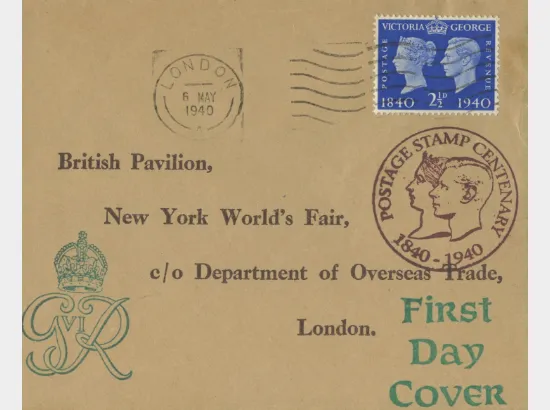 VICTORIA GEORGE
POSTAGE
REVENUE
1840 2½D 1940
LONDON
6 MAY
1940
A
POSTAGE STAMP CENTENARY
1840-1940
British Pavilion,
New York World's Fair,
c/o Department of Overseas Trade,
London.
GVIR
First
Day
Cover